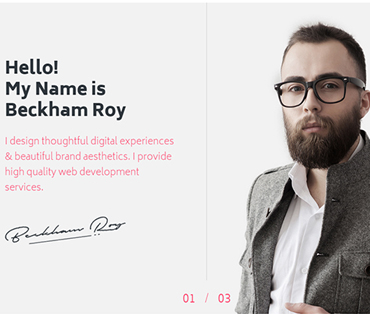 Hello!
My Name is
Beckham Roy
I design thoughtful digital experiences
& beautiful brand aesthetics. I provide
high quality web development
services.
Beckham Roy
01 / 03